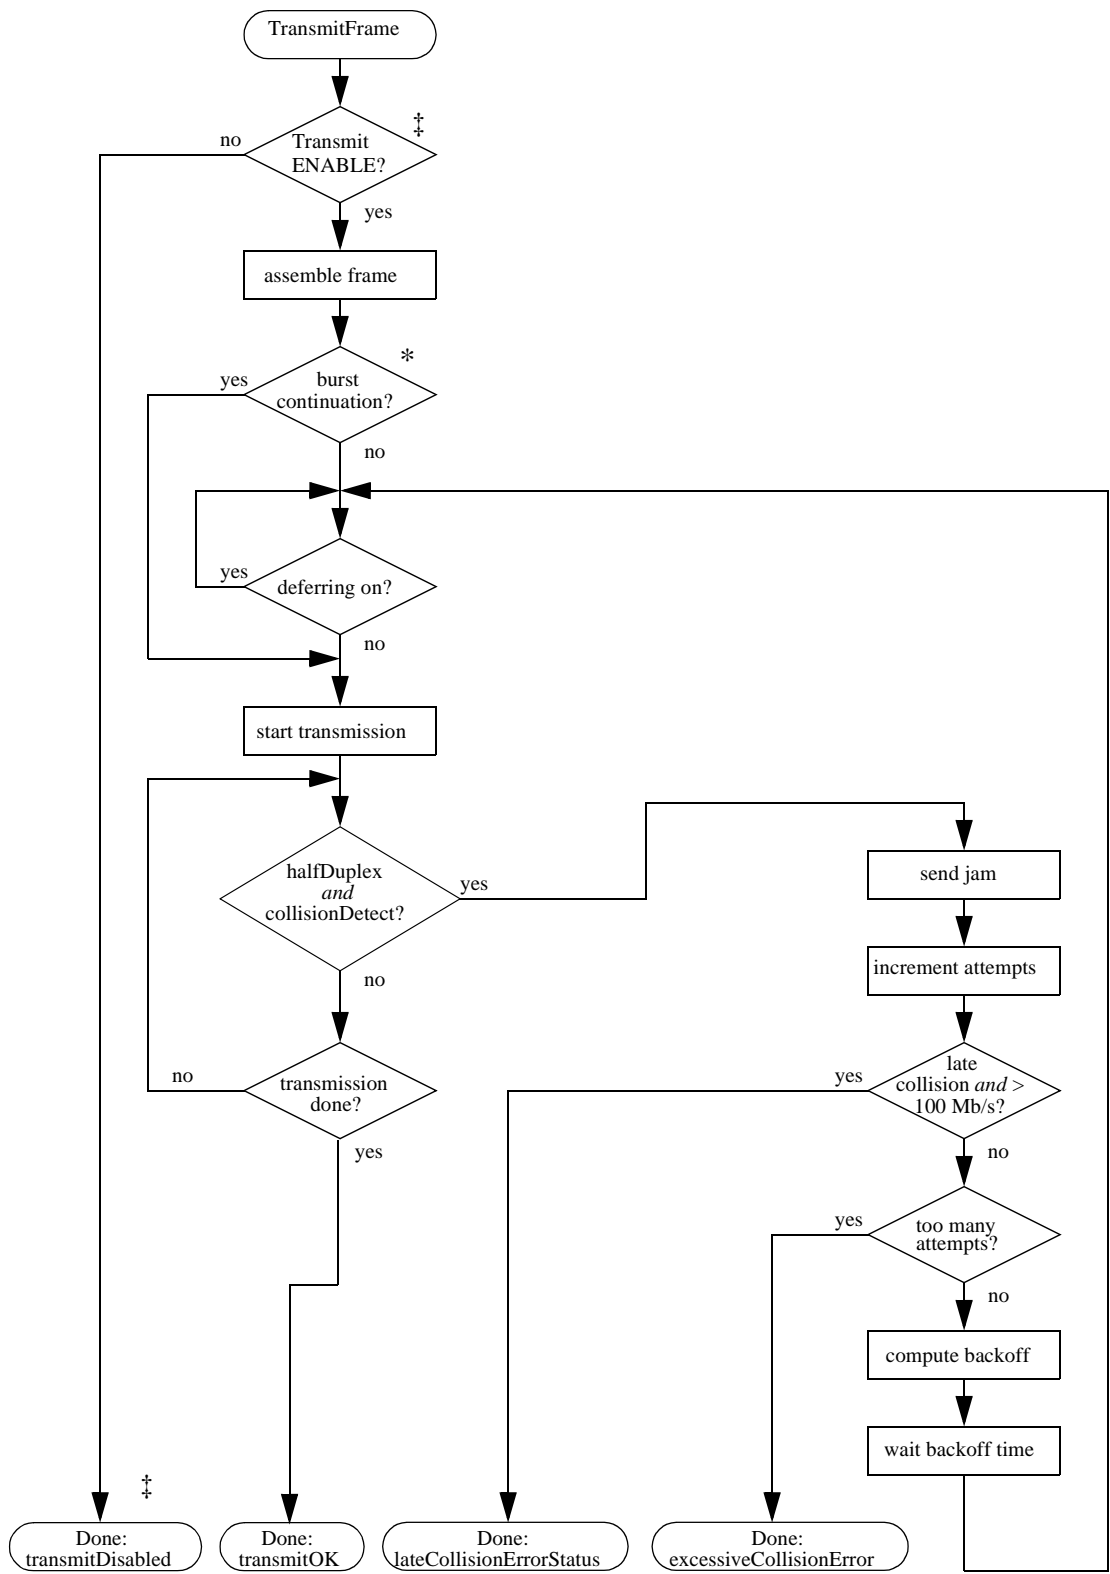 TransmitFrame
‡
no
Transmit
ENABLE?
yes
assemble frame
*
yes
burst
continuation?
no
yes
deferring on?
no
start transmission
halfDuplex
and
collisionDetect?
yes
send jam
no
increment attempts
no
transmission
done?
yes
yes
late
collision and >
100 Mb/s?
no
yes
too many
attempts?
no
compute backoff
wait backoff time
‡
Done:
transmitDisabled
Done:
transmitOK
Done:
lateCollisionErrorStatus
Done:
excessiveCollisionError